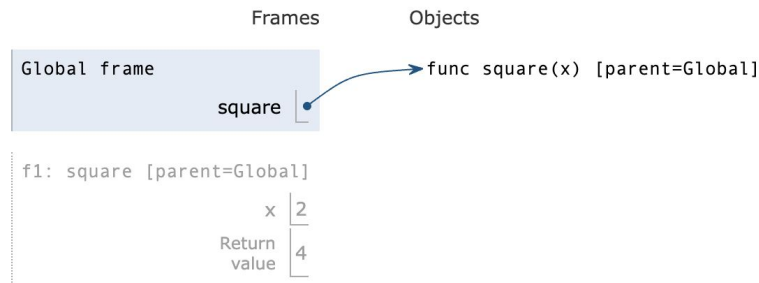 Frames Objects
Global frame
func square(x) [parent=Global]
square
f1: square [parent=Global]
x 2
Return
value 4